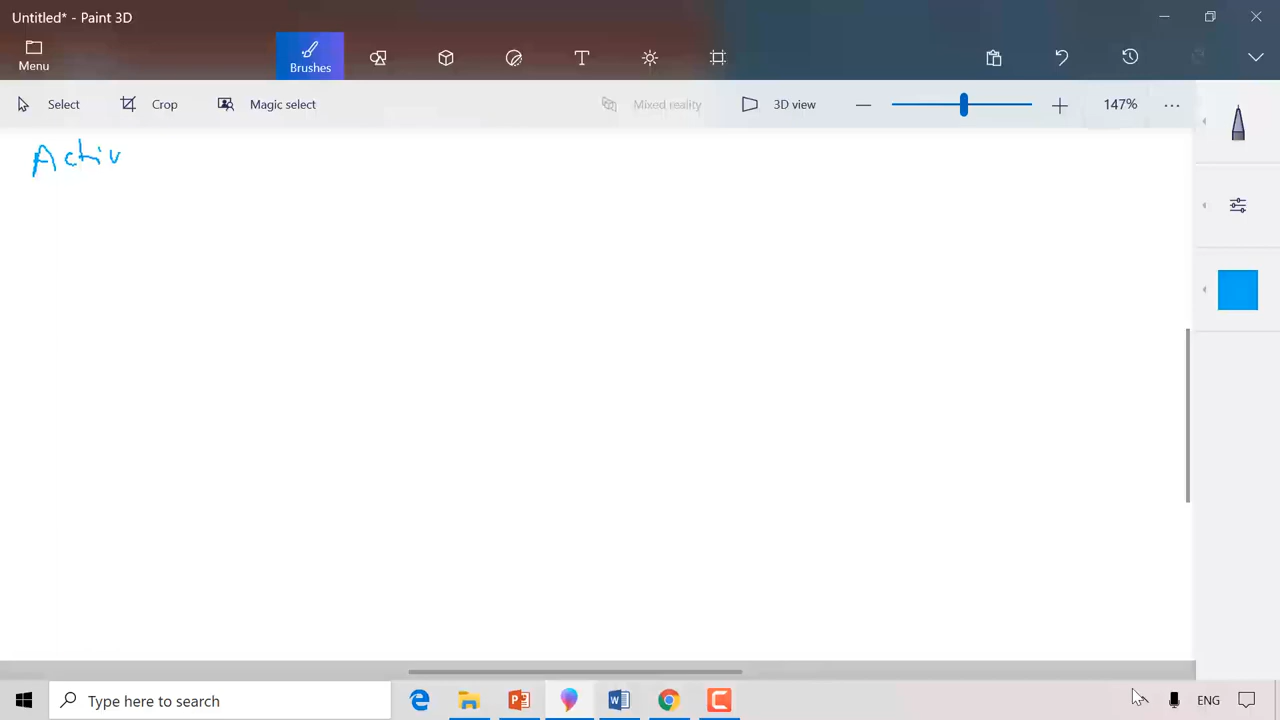 Untitled* - Paint 3D
Menu
Brushes
Select
Crop
Magic select
Mixed reality
3D view
147%
Activ
Type here to search
ENG